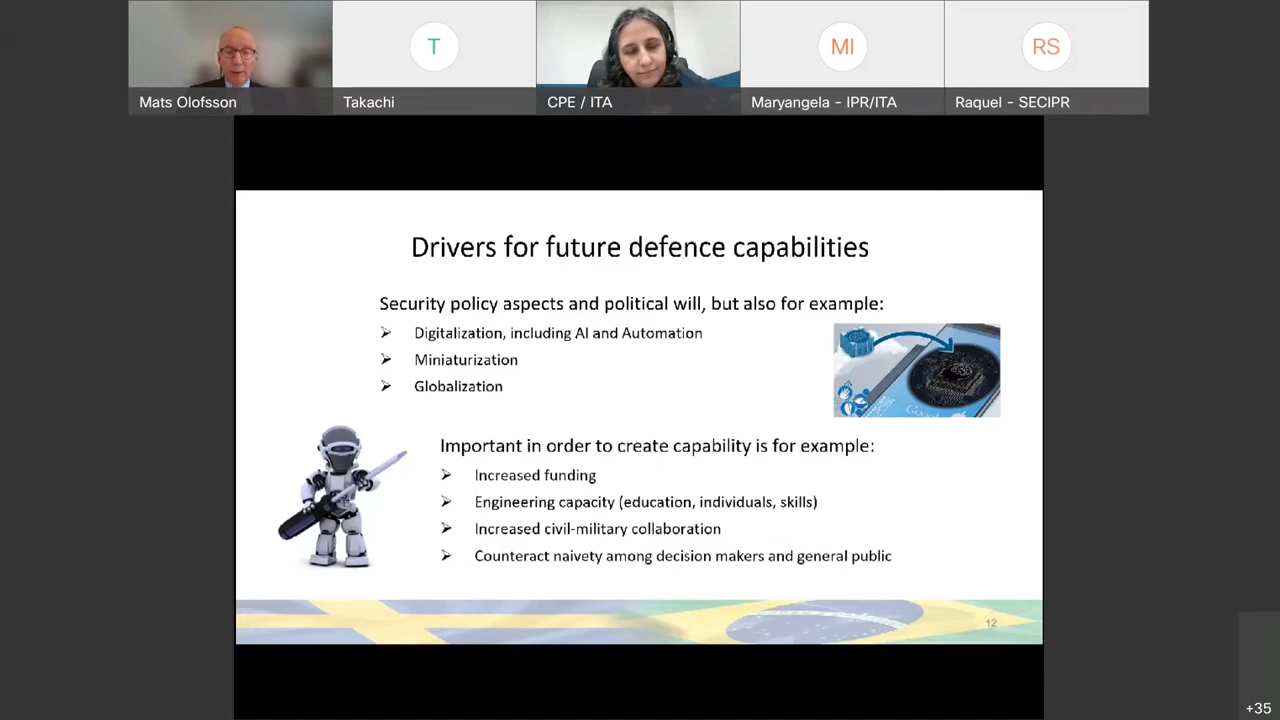 Mats Olofsson
T
Takachi
CPE / ITA
MI
Maryangela - IPR/ITA
RS
Raquel - SECIPR
Drivers for future defence capabilities
Security policy aspects and political will, but also for example:
➢ Digitalization, including AI and Automation
➢ Miniaturization
➢ Globalization
Important in order to create capability is for example:
➢ Increased funding
➢ Engineering capacity (education, individuals, skills)
➢ Increased civil-military collaboration
➢ Counteract naivety among decision makers and general public
12
+35